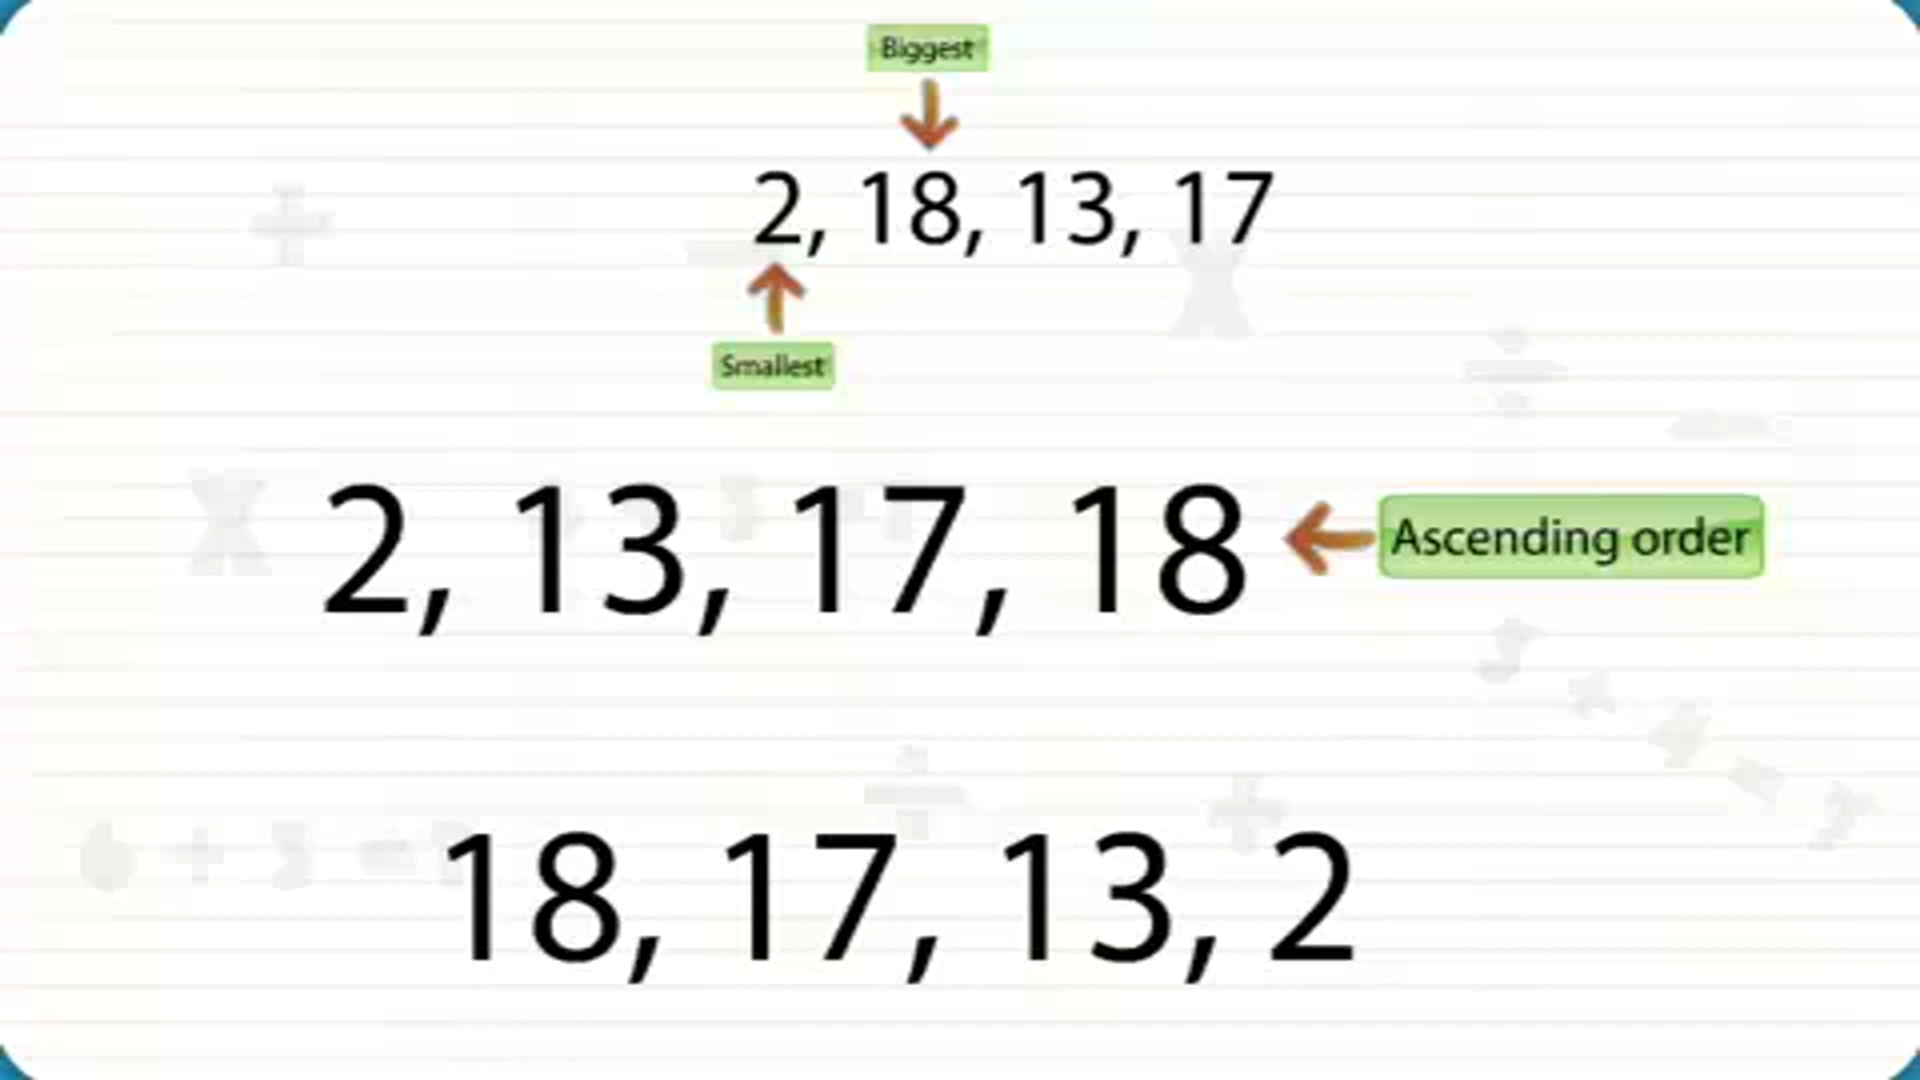 Biggest
2, 18, 13, 17
Smallest
2, 13, 17, 18
Ascending order
18, 17, 13, 2